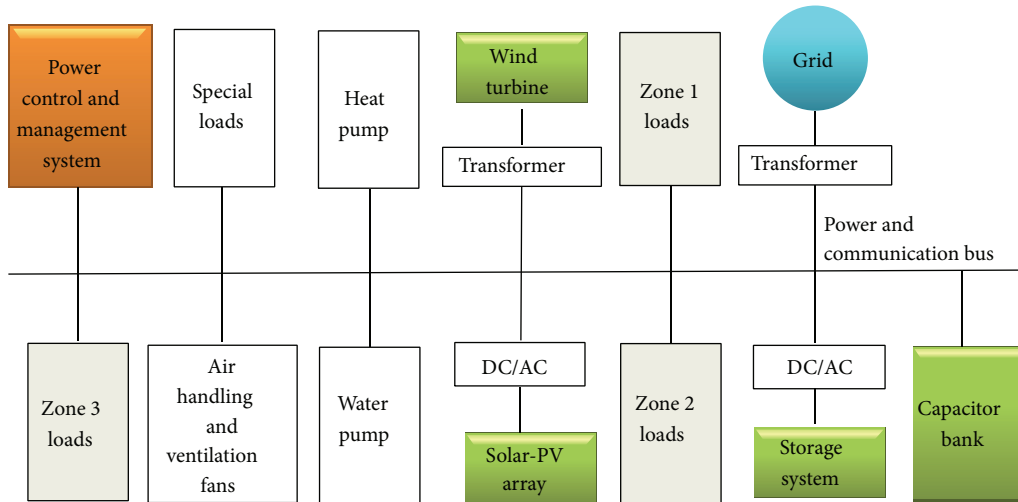 Power
control and
management
system
Special
loads
Heat
pump
Wind
turbine
Transformer
Zone 1
loads
Grid
Transformer
Power and
communication bus
Zone 3
loads
Air
handling
and
ventilation
fans
Water
pump
DC/AC
Solar-PV
array
Zone 2
loads
DC/AC
Storage
system
Capacitor
bank